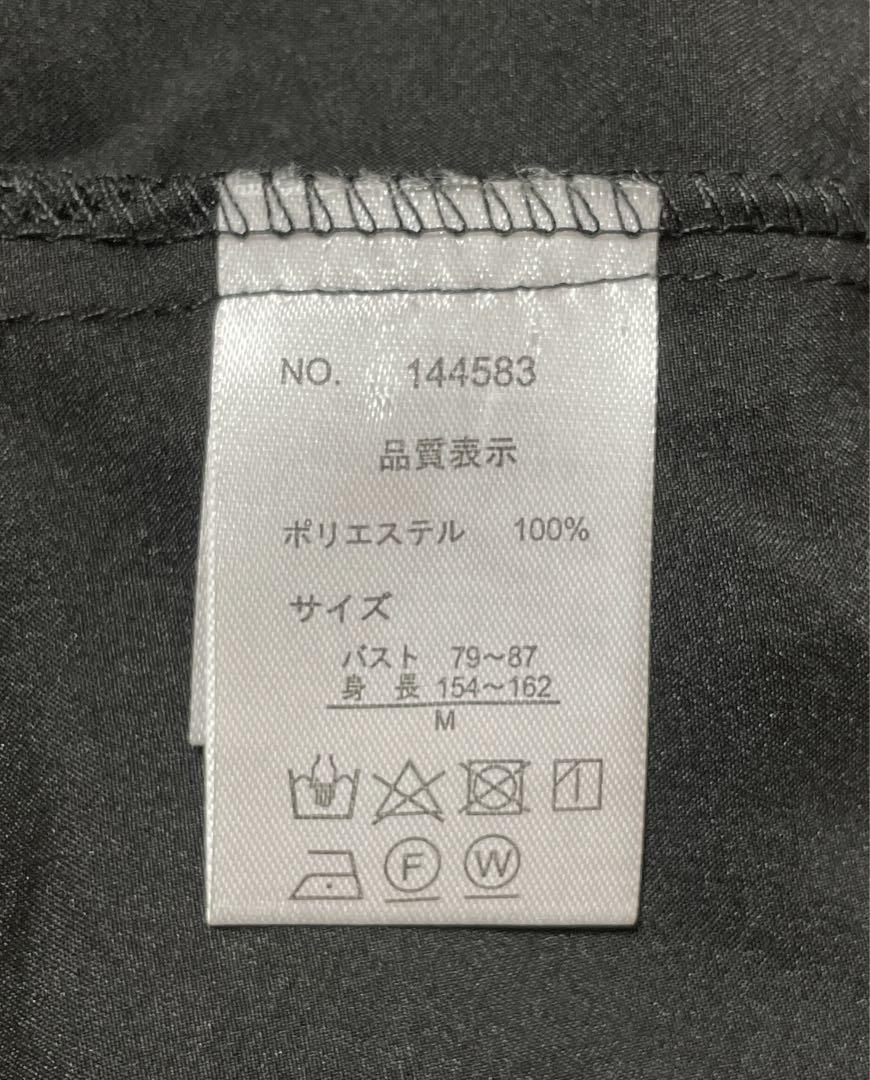 NO. 144583
品質表示
ポリエステル 100%
サイズ
バスト 79～87
身 長 154～162
M
F W